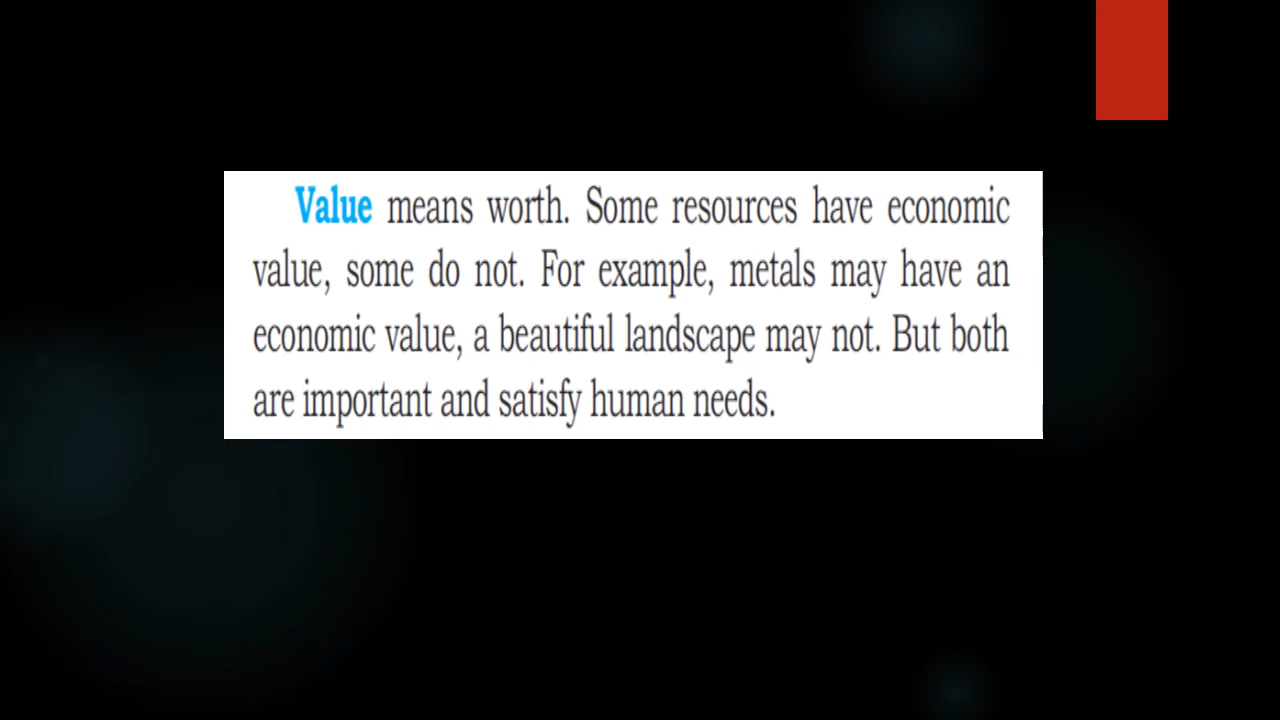 Value means worth. Some resources have economic
value, some do not. For example, metals may have an
economic value, a beautiful landscape may not. But both
are important and satisfy human needs.